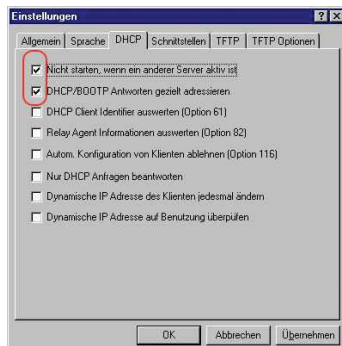 Einstellungen
Allgemein Sprache DHCP Schnittstellen TFTP TFTP Optionen
Nicht starten, wenn ein anderer Server aktiv ist
DHCP/BOOTP Antworten gezielt adressieren
DHCP Client Identifier auswerten (Option 61)
Relay Agent Informationen auswerten (Option 82)
Autom. Konfiguration von Klienten ablehnen (Option 116)
Nur DHCP Anfragen beantworten
Dynamische IP Adresse des Klienten jedesmal ändern
Dynamische IP Adresse auf Benutzung überpüfen
OK Abbrechen Übernehmen